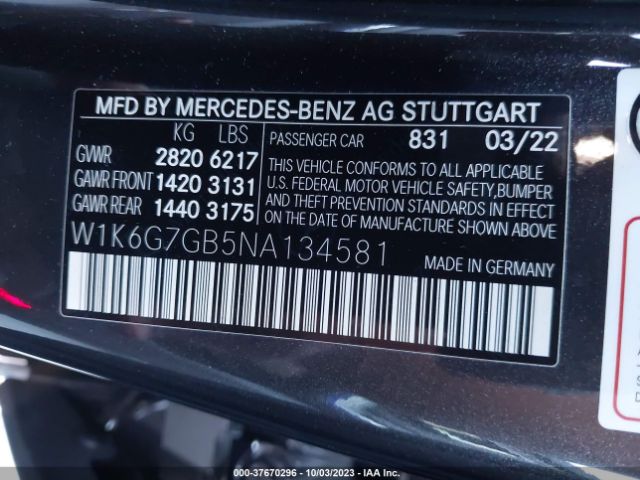 MFD BY MERCEDES-BENZ AG STUTTGART
KG LBS
PASSENGER CAR 831 03/22
GVWR 2820 6217
GAWR FRONT 1420 3131
GAWR REAR 1440 3175
THIS VEHICLE CONFORMS TO ALL APPLICABLE
U.S. FEDERAL MOTOR VEHICLE SAFETY,BUMPER
AND THEFT PREVENTION STANDARDS IN EFFECT
ON THE DATE OF MANUFACTURE SHOWN ABOVE.
W1K6G7GB5NA134581
MADE IN GERMANY
000-37670296 - 10/03/2023 - IAA Inc.